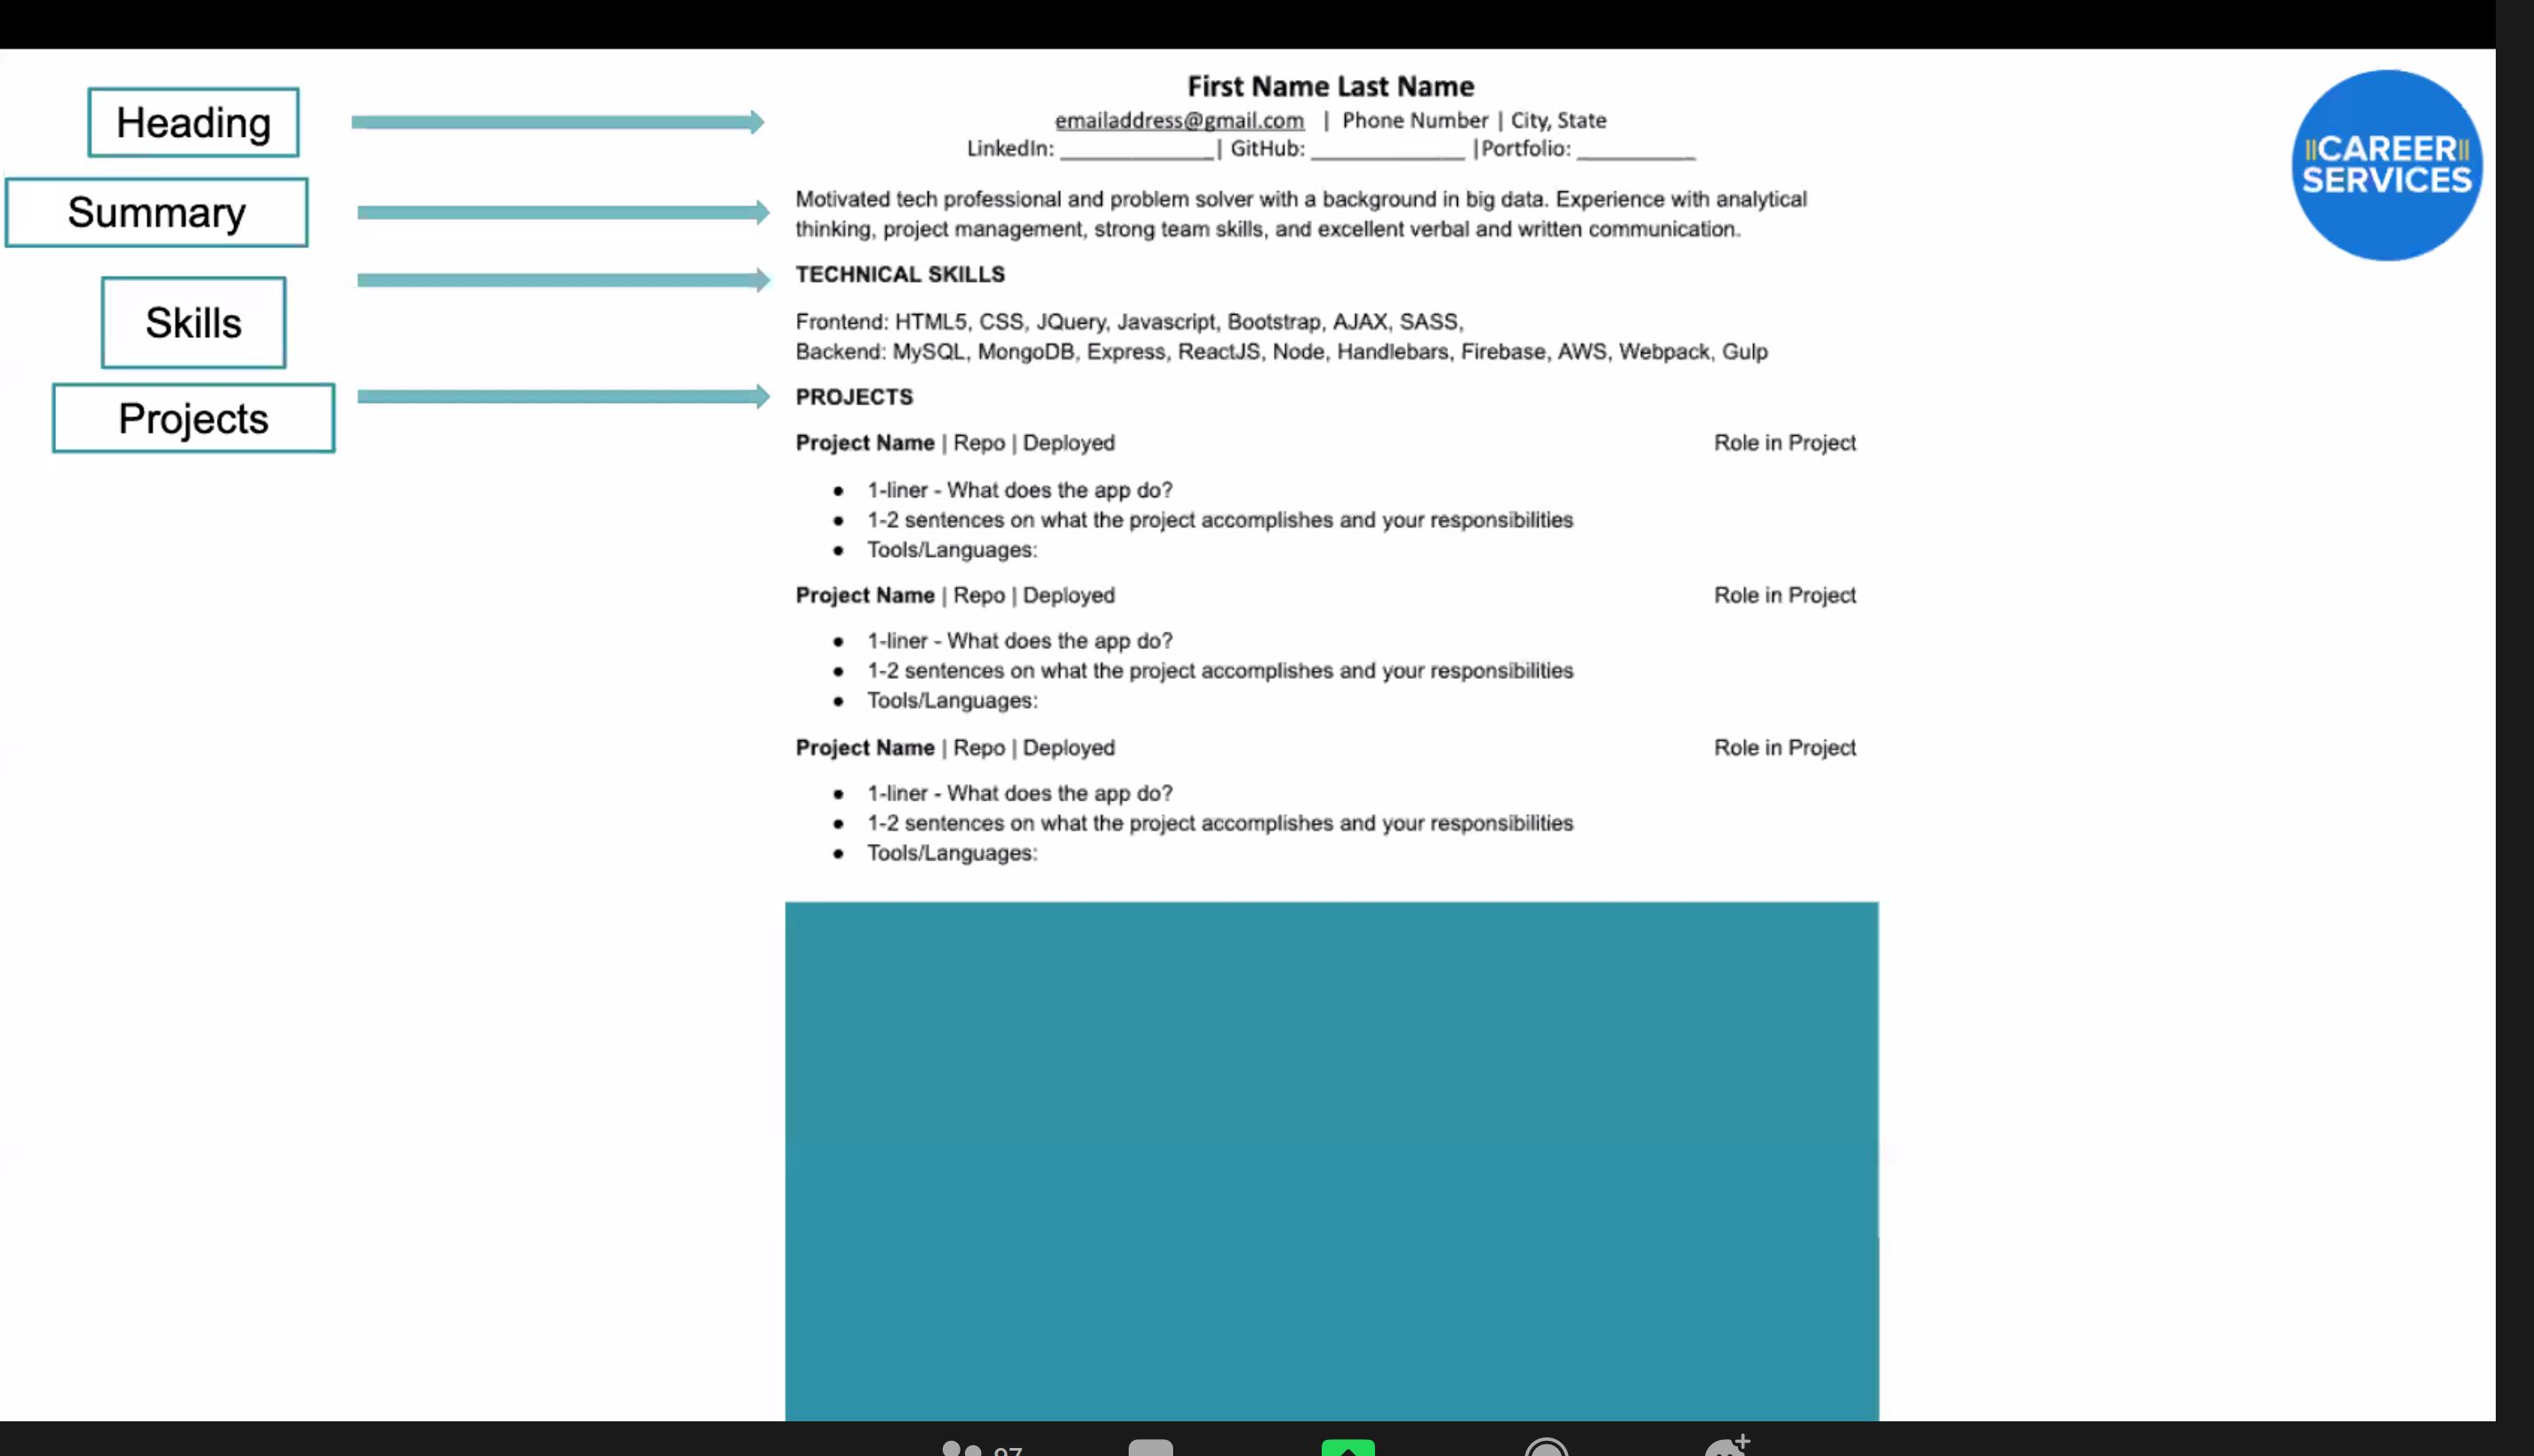 Heading
Summary
Skills
Projects
First Name Last Name
emailaddress@gmail.com | Phone Number | City, State
LinkedIn: _____________| GitHub: _____________ |Portfolio: __________
Motivated tech professional and problem solver with a background in big data. Experience with analytical
thinking, project management, strong team skills, and excellent verbal and written communication.
TECHNICAL SKILLS
Frontend: HTML5, CSS, JQuery, Javascript, Bootstrap, AJAX, SASS,
Backend: MySQL, MongoDB, Express, ReactJS, Node, Handlebars, Firebase, AWS, Webpack, Gulp
PROJECTS
Project Name | Repo | Deployed Role in Project
● 1-liner - What does the app do?
● 1-2 sentences on what the project accomplishes and your responsibilities
● Tools/Languages:
Project Name | Repo | Deployed Role in Project
● 1-liner - What does the app do?
● 1-2 sentences on what the project accomplishes and your responsibilities
● Tools/Languages:
Project Name | Repo | Deployed Role in Project
● 1-liner - What does the app do?
● 1-2 sentences on what the project accomplishes and your responsibilities
● Tools/Languages:
CAREER
SERVICES